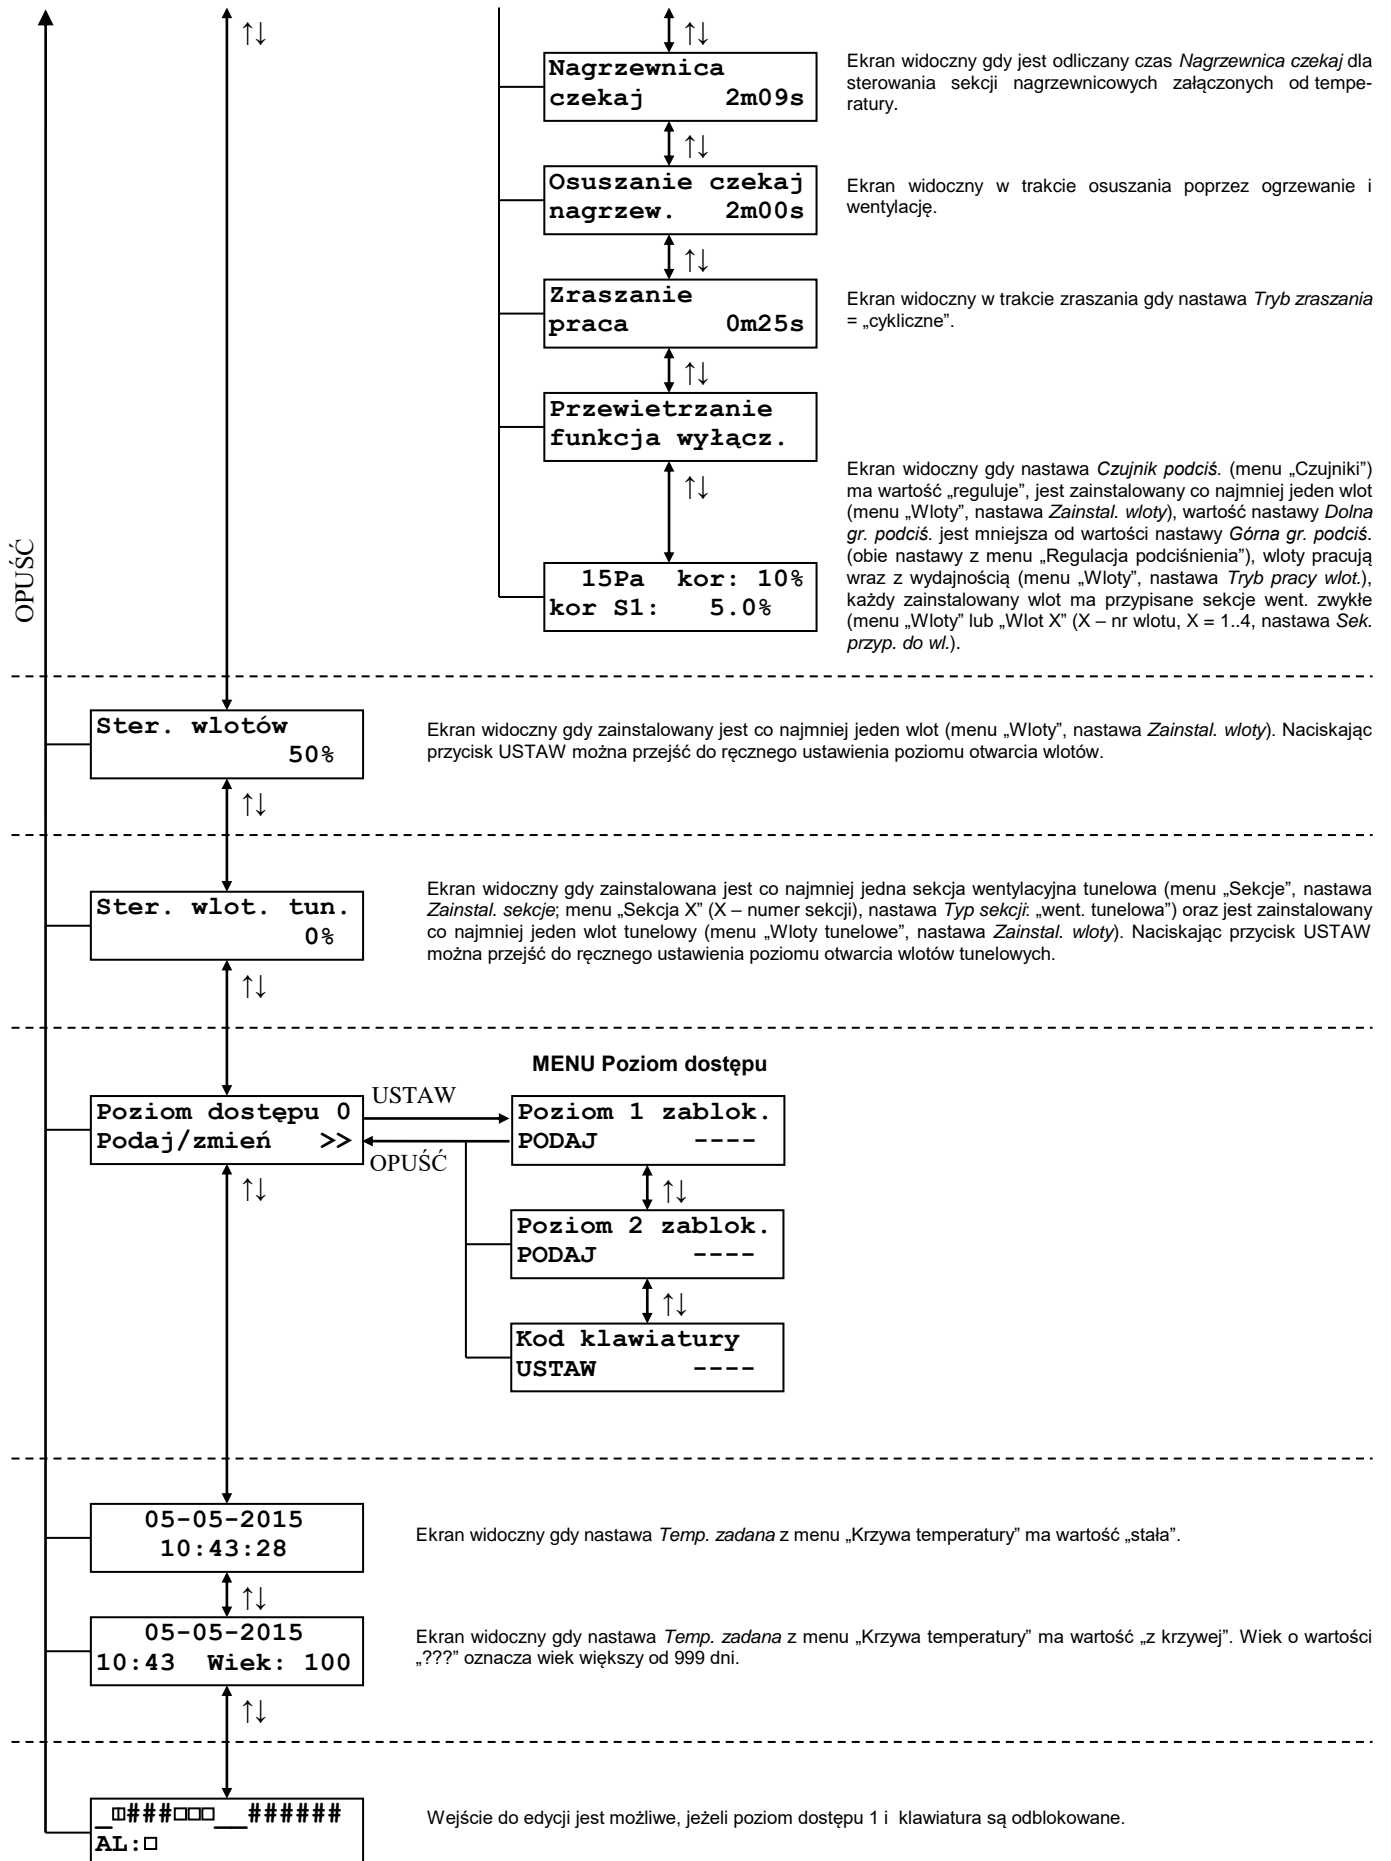 ↑↓
↑↓
Nagrzewnica
czekaj 2m09s
Ekran widoczny gdy jest odliczany czas Nagrzewnica czekaj dla
sterowania sekcji nagrzewnicowych załączonych od tempe-
ratury.
↑↓
Osuszanie czekaj
nagrzew. 2m00s
Ekran widoczny w trakcie osuszania poprzez ogrzewanie i
wentylację.
↑↓
Zraszanie
praca 0m25s
Ekran widoczny w trakcie zraszania gdy nastawa Tryb zraszania
= „cykliczne”.
↑↓
Przewietrzanie
funkcja wyłącz.
↑↓
15Pa kor: 10%
kor S1: 5.0%
Ekran widoczny gdy nastawa Czujnik podciś. (menu „Czujniki”)
ma wartość „reguluje”, jest zainstalowany co najmniej jeden wlot
(menu „Wloty”, nastawa Zainstal. wloty), wartość nastawy Dolna
gr. podciś. jest mniejsza od wartości nastawy Górna gr. podciś.
(obie nastawy z menu „Regulacja podciśnienia”), wloty pracują
wraz z wydajnością (menu „Wloty”, nastawa Tryb pracy wlot.),
każdy zainstalowany wlot ma przypisane sekcje went. zwykłe
(menu „Wloty” lub „Wlot X” (X – nr wlotu, X = 1..4, nastawa Sek.
przyp. do wl.).
OPUŚĆ
Ster. wlotów
50%
Ekran widoczny gdy zainstalowany jest co najmniej jeden wlot (menu „Wloty”, nastawa Zainstal. wloty). Naciskając
przycisk USTAW można przejść do ręcznego ustawienia poziomu otwarcia wlotów.
↑↓
Ster. wlot. tun.
0%
Ekran widoczny gdy zainstalowana jest co najmniej jedna sekcja wentylacyjna tunelowa (menu „Sekcje”, nastawa
Zainstal. sekcje; menu „Sekcja X” (X – numer sekcji), nastawa Typ sekcji: „went. tunelowa”) oraz jest zainstalowany
co najmniej jeden wlot tunelowy (menu „Wloty tunelowe”, nastawa Zainstal. wloty). Naciskając przycisk USTAW
można przejść do ręcznego ustawienia poziomu otwarcia wlotów tunelowych.
↑↓
MENU Poziom dostępu
Poziom dostępu 0
Podaj/zmień >>
USTAW
OPUŚĆ
Poziom 1 zablok.
PODAJ ----
↑↓
↑↓
Poziom 2 zablok.
PODAJ ----
↑↓
Kod klawiatury
USTAW ----
05-05-2015
10:43:28
Ekran widoczny gdy nastawa Temp. zadana z menu „Krzywa temperatury” ma wartość „stała”.
↑↓
05-05-2015
10:43 Wiek: 100
Ekran widoczny gdy nastawa Temp. zadana z menu „Krzywa temperatury” ma wartość „z krzywej”. Wiek o wartości
„???” oznacza wiek większy od 999 dni.
↑↓
_◫###□□□__######
AL:□
Wejście do edycji jest możliwe, jeżeli poziom dostępu 1 i klawiatura są odblokowane.